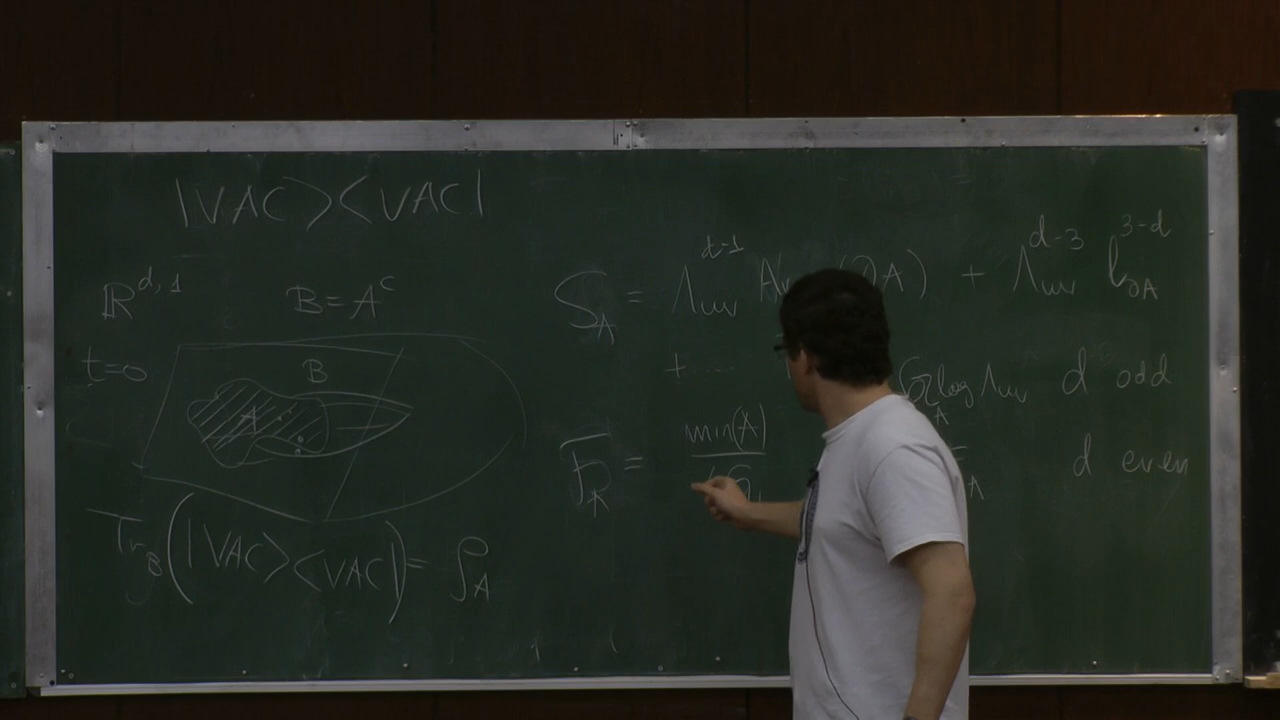 |VAC><VAC|
ℝ^{d,1} B=A^c
t=0
B
A
Tr_B(|VAC><VAC|) = ρ_A
S_A = Λ_{uv}^{d-1} (∂A) + Λ_{uv}^{d-3} l_{∂A}^{3-d}
+ .... log Λ_{uv} d odd
F_A = min(A) d even